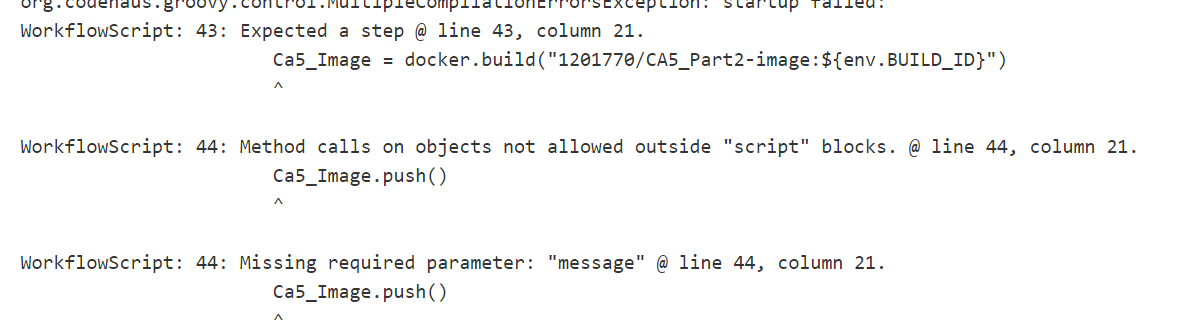 org.codehaus.groovy.control.MultipleCompilationErrorsException: startup failed:
WorkflowScript: 43: Expected a step @ line 43, column 21.
                       Ca5_Image = docker.build("1201770/CA5_Part2-image:${env.BUILD_ID}")
                       ^
WorkflowScript: 44: Method calls on objects not allowed outside "script" blocks. @ line 44, column 21.
                       Ca5_Image.push()
                       ^
WorkflowScript: 44: Missing required parameter: "message" @ line 44, column 21.
                       Ca5_Image.push()
                       ^